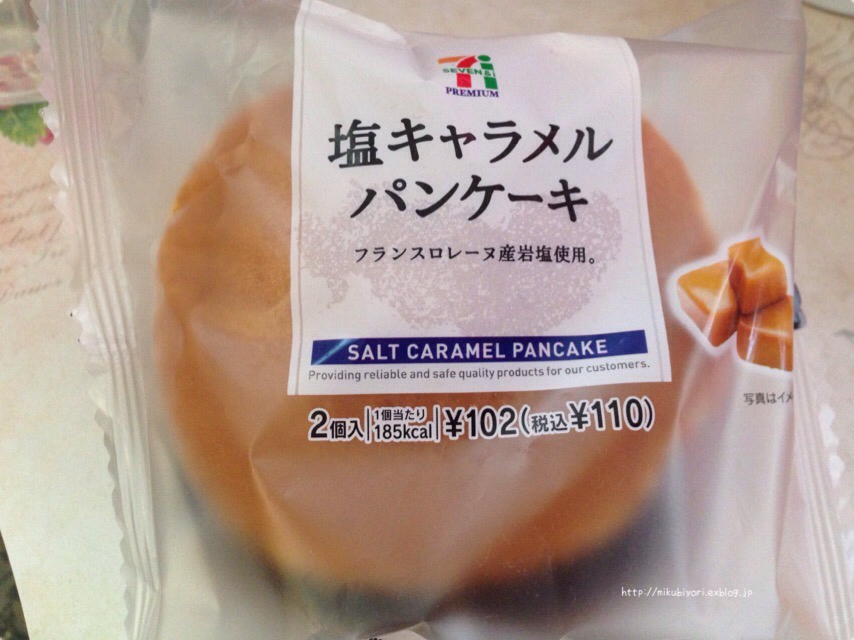 SEVEN&i
PREMIUM
塩キャラメル
パンケーキ
フランスロレーヌ産岩塩使用。
SALT CARAMEL PANCAKE
Providing reliable and safe quality products for our customers.
2個入 1個当たり 185kcal ¥102(税込¥110)
写真はイメ
http://mikubiyori.exblog.jp